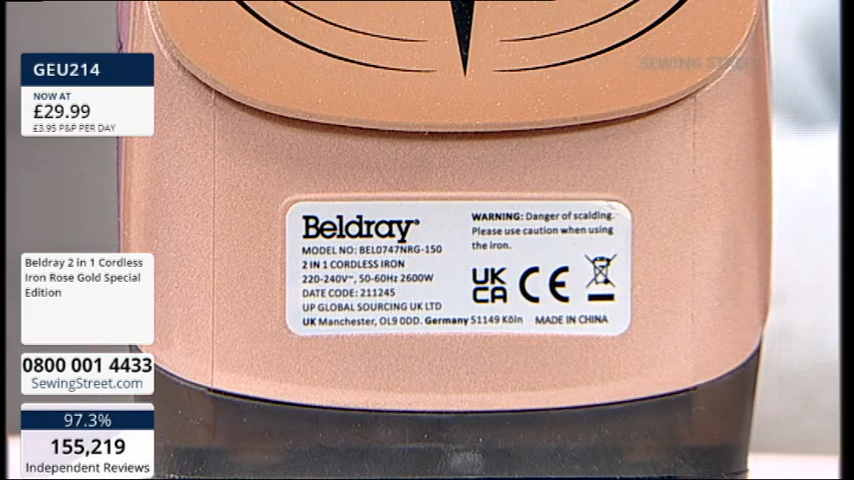 GEU214
NOW AT
£29.99
£3.95 P&P PER DAY
Beldray 2 in 1 Cordless
Iron Rose Gold Special
Edition
0800 001 4433
SewingStreet.com
97.3%
155,219
Independent Reviews
SEWING STREET
Beldray®
MODEL NO: BEL0747NRG-150
2 IN 1 CORDLESS IRON
220-240V~, 50-60Hz 2600W
DATE CODE: 211245
UP GLOBAL SOURCING UK LTD
UK Manchester, OL9 0DD. Germany 51149 Köln
WARNING: Danger of scalding.
Please use caution when using
the iron.
UK
CA
CE
MADE IN CHINA